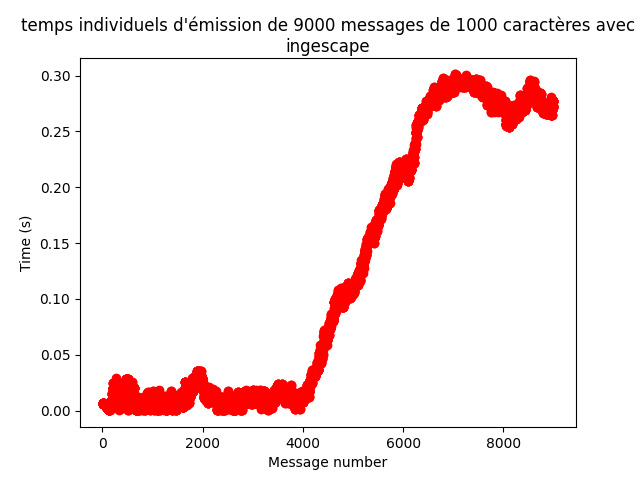 temps individuels d'émission de 9000 messages de 1000 caractères avec
ingescape
0.30
0.25
0.20
0.15
0.10
0.05
0.00
Time (s)
0 2000 4000 6000 8000
Message number